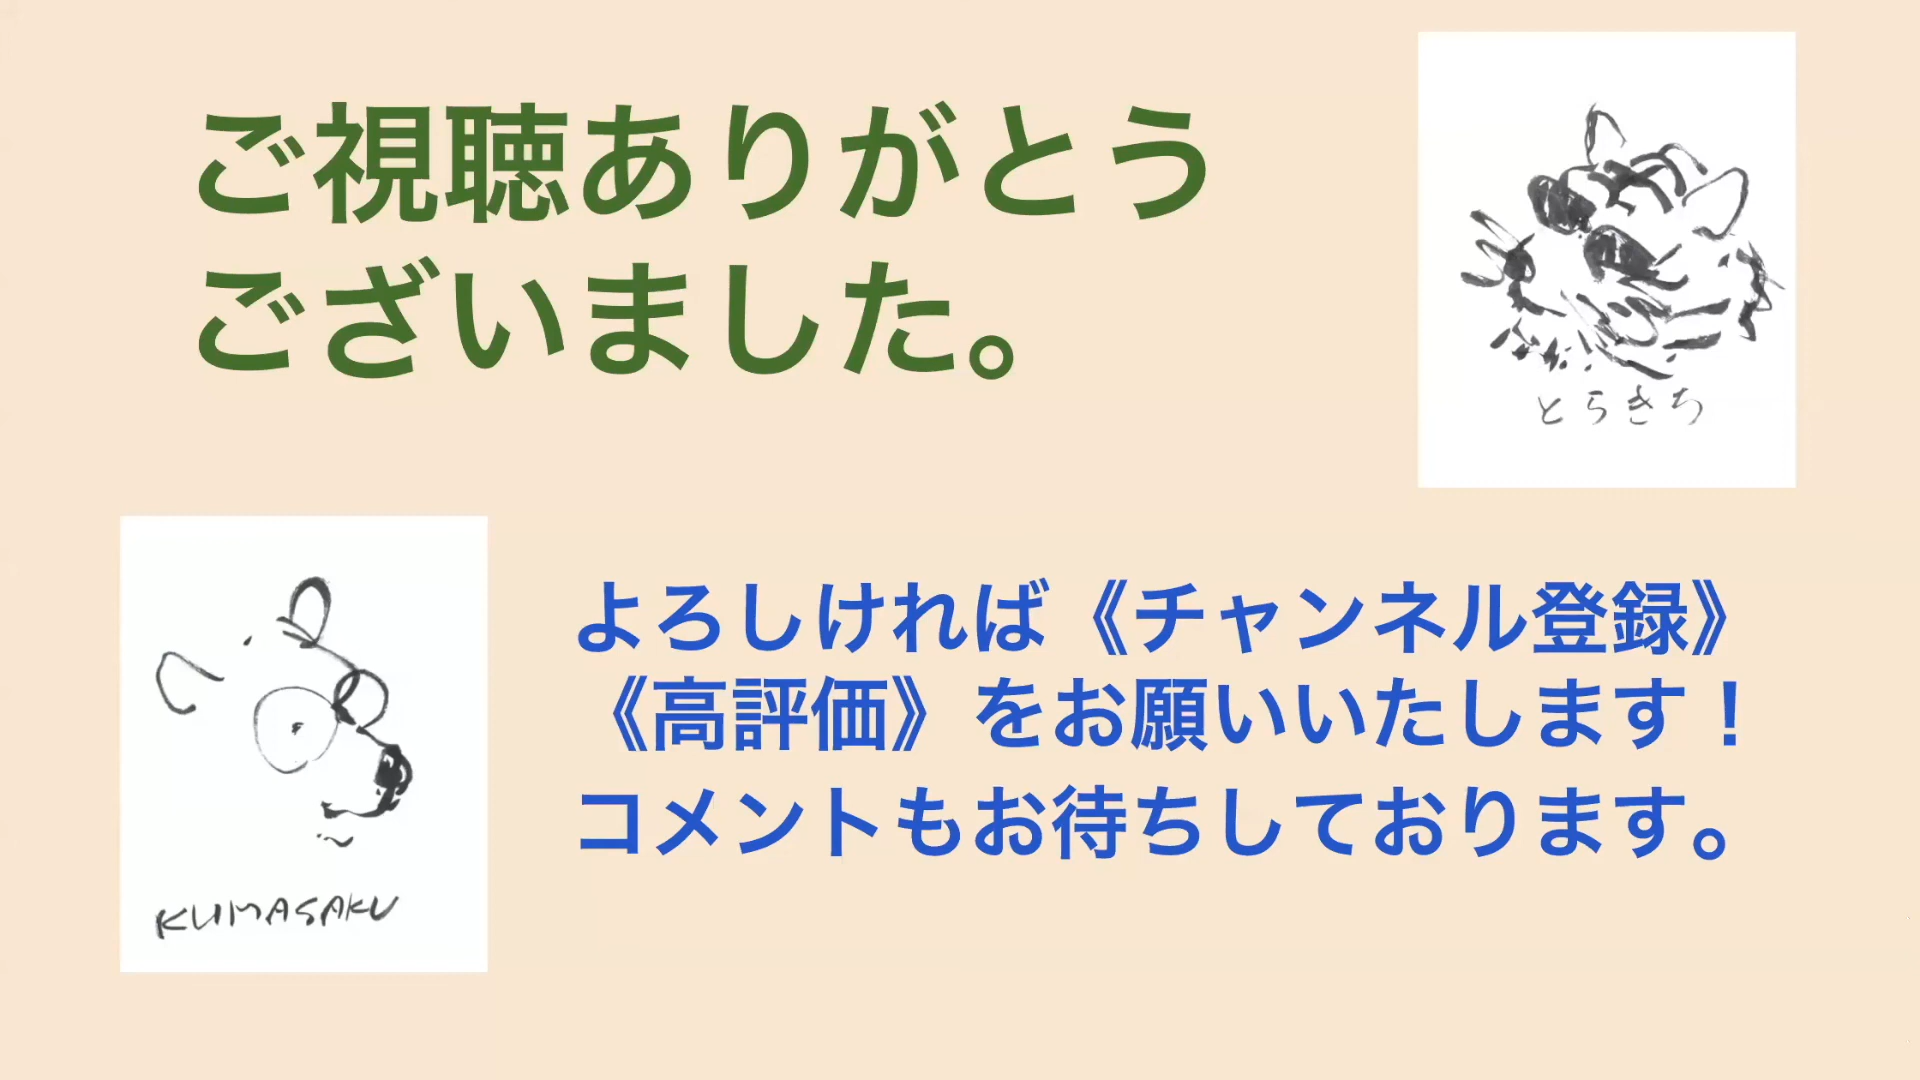 ご視聴ありがとう
ございました。
とらきち
よろしければ《チャンネル登録》
《高評価》をお願いいたします！
コメントもお待ちしております。
KUMASAKU